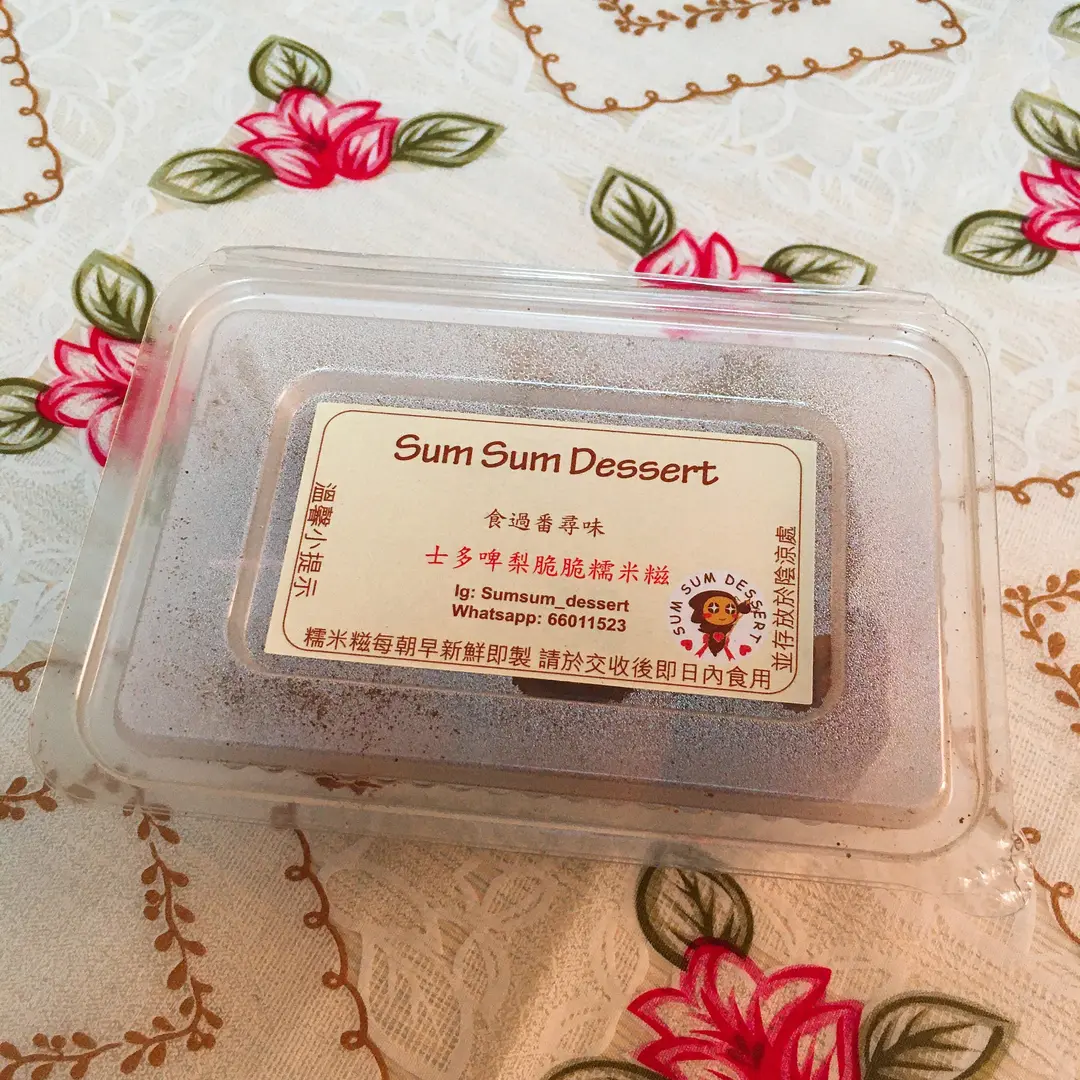 Sum Sum Dessert
食過番尋味
士多啤梨脆脆糯米糍
Ig: Sumsum_dessert
Whatsapp: 66011523
SUM SUM DESSERT
溫馨小提示
糯米糍每朝早新鮮即製 請於交收後即日內食用
並存放於陰涼處